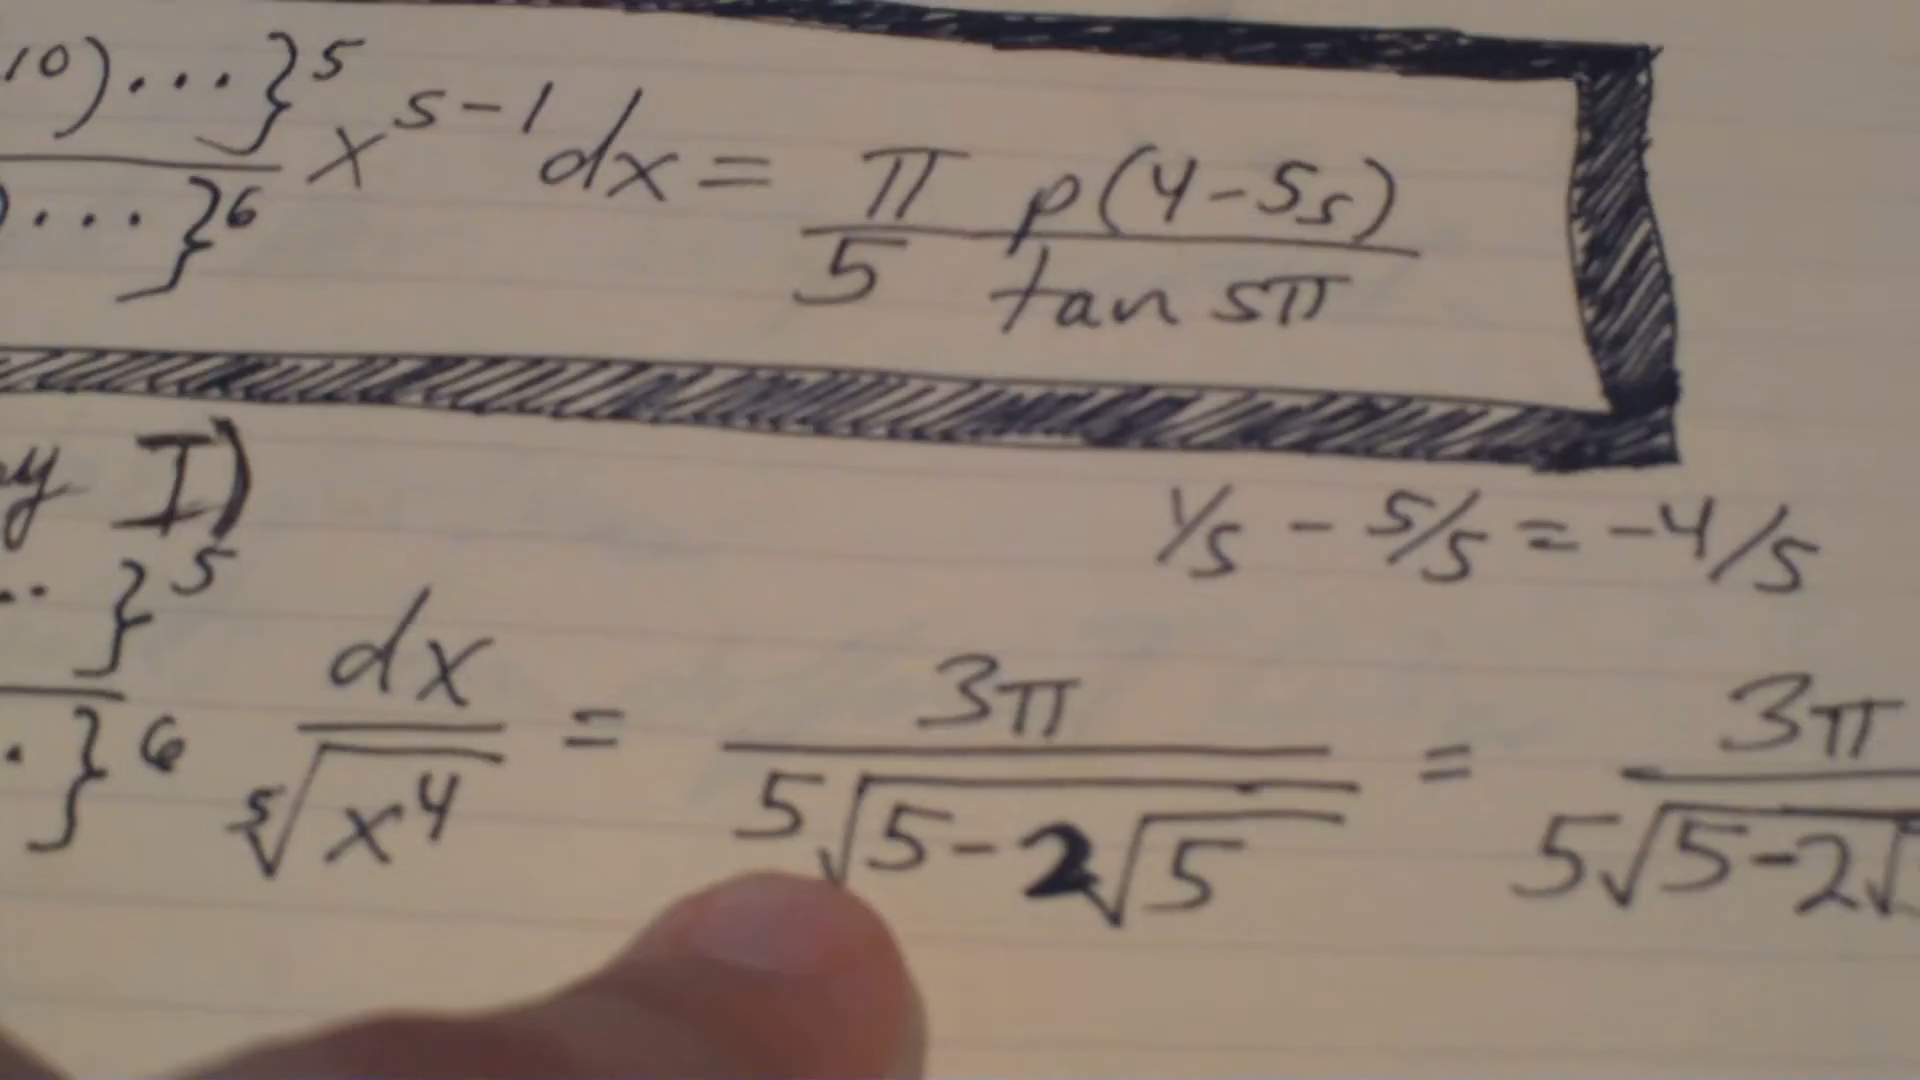 10)...}⁵
)...}⁶ x^(s-1) dx = π/5 p(4-5s)/tan sπ
y I)
1/5 - 5/5 = -4/5
..}⁵
.}⁶ dx/⁵√x⁴ = 3π/5√(5-2√5) = 3π/5√(5-2√